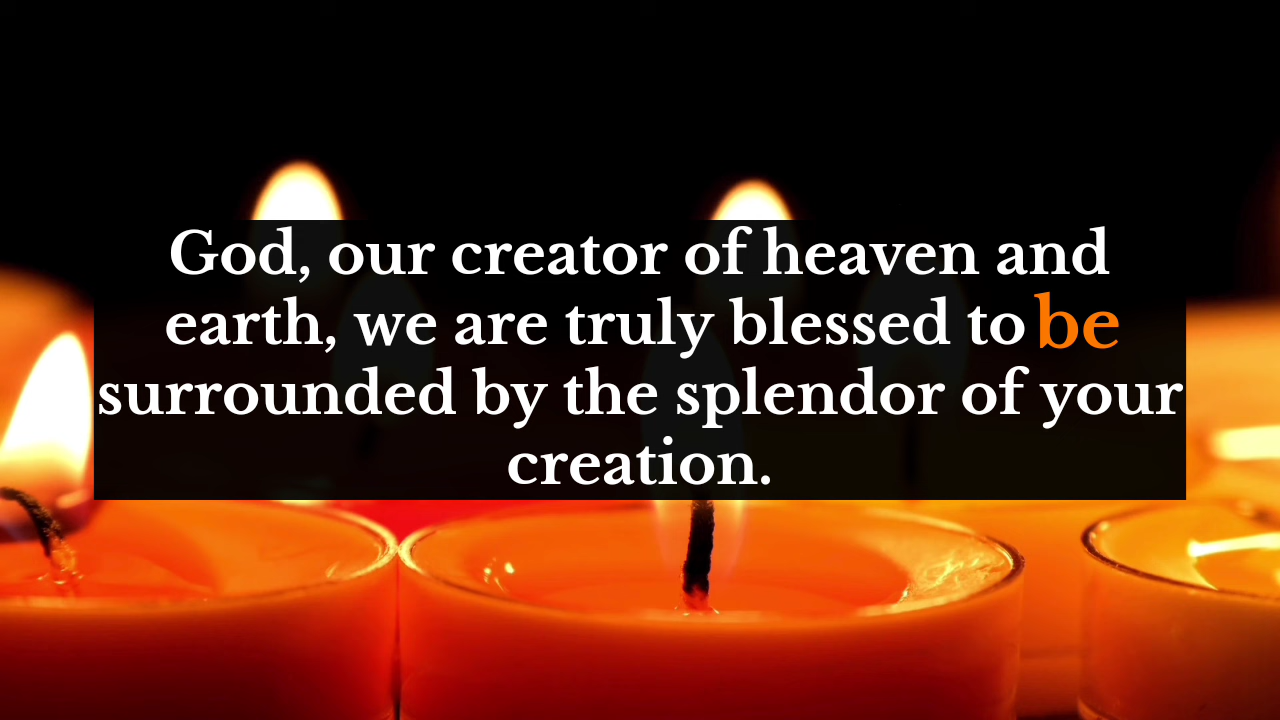 God, our creator of heaven and
earth, we are truly blessed to be
surrounded by the splendor of your
creation.